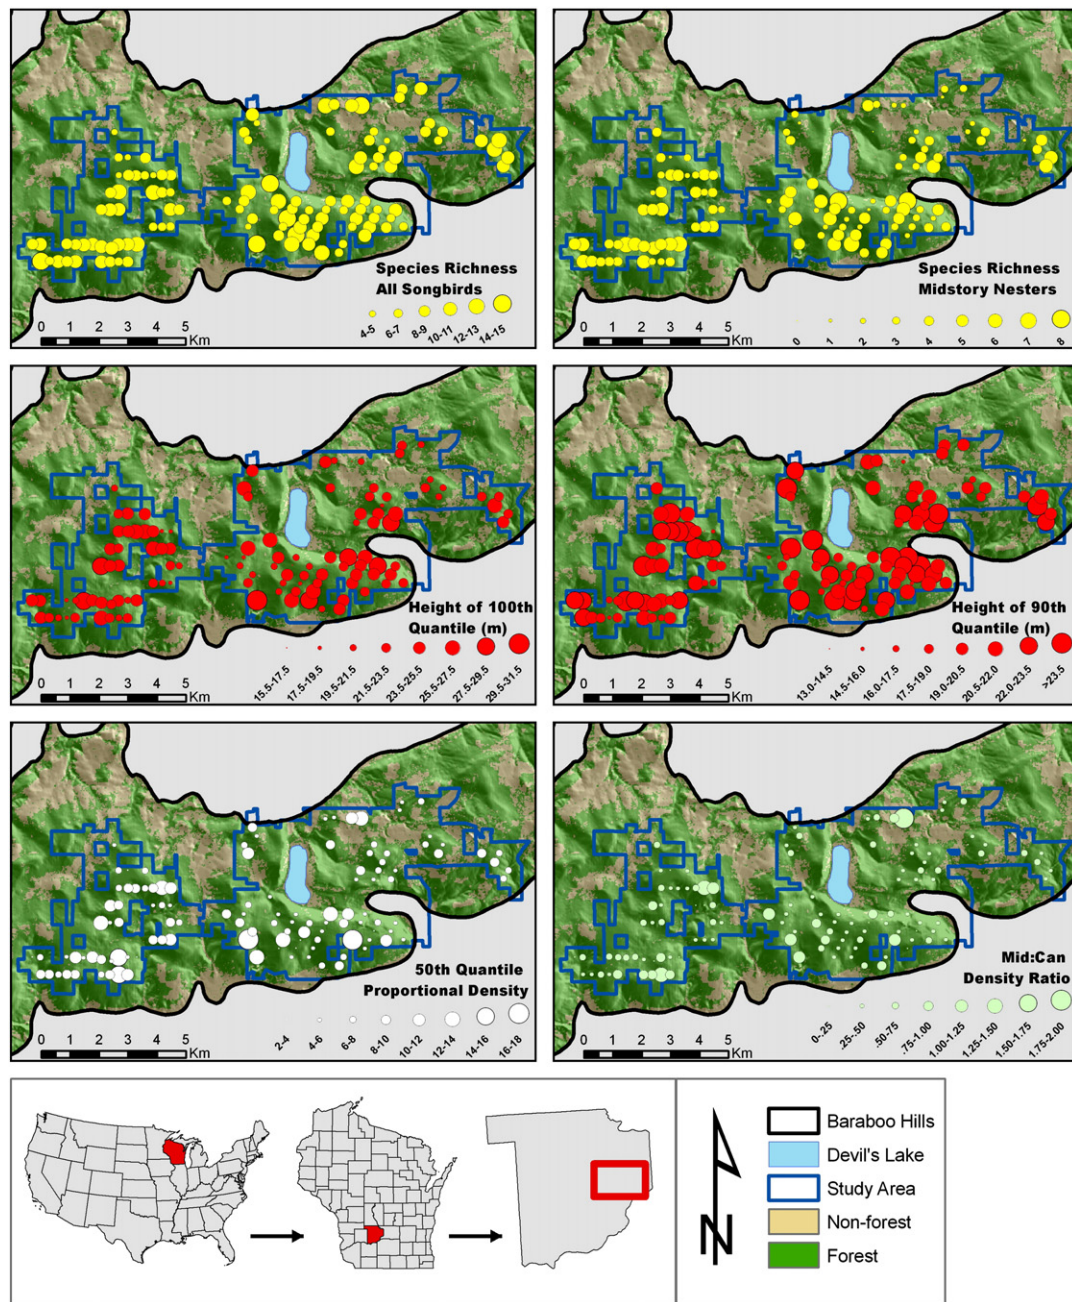 Species Richness
All Songbirds
4-5 6-7 8-9 10-11 12-13 14-15
0 1 2 3 4 5
Km
Species Richness
Midstory Nesters
0 1 2 3 4 5 6 7 8
0 1 2 3 4 5
Km
Height of 100th
Quantile (m)
15.5-17.5 17.5-19.5 19.5-21.5 21.5-23.5 23.5-25.5 25.5-27.5 27.5-29.5 29.5-31.5
0 1 2 3 4 5
Km
Height of 90th
Quantile (m)
13.0-14.5 14.5-16.0 16.0-17.5 17.5-19.0 19.0-20.5 20.5-22.0 22.0-23.5 >23.5
0 1 2 3 4 5
Km
50th Quantile
Proportional Density
2-4 4-6 6-8 8-10 10-12 12-14 14-16 16-18
0 1 2 3 4 5
Km
Mid:Can
Density Ratio
0-.25 .25-.50 .50-.75 .75-1.00 1.00-1.25 1.25-1.50 1.50-1.75 1.75-2.00
0 1 2 3 4 5
Km
N
Baraboo Hills
Devil's Lake
Study Area
Non-forest
Forest